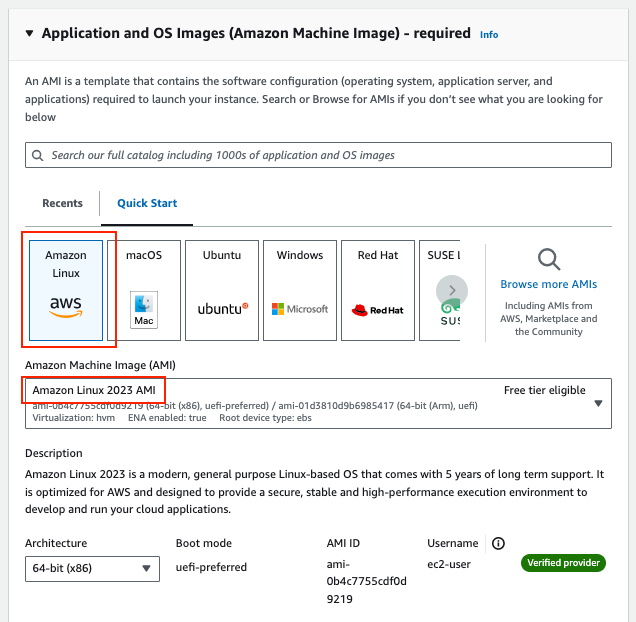 Application and OS Images (Amazon Machine Image) - required Info
An AMI is a template that contains the software configuration (operating system, application server, and
applications) required to launch your instance. Search or Browse for AMIs if you don't see what you are looking for
below
Search our full catalog including 1000s of application and OS images
Recents
Quick Start
Amazon
Linux
aws
macOS
Mac
Ubuntu
ubuntu
Windows
Microsoft
Red Hat
Red Hat
SUSE L
SUS
Browse more AMIs
Including AMIs from
AWS, Marketplace and
the Community
Amazon Machine Image (AMI)
Amazon Linux 2023 AMI
Free tier eligible
ami-0b4c7755cdf0d9219 (64-bit (x86), uefi-preferred) / ami-01d3810d9b6985417 (64-bit (Arm), uefi)
Virtualization: hvm ENA enabled: true Root device type: ebs
Description
Amazon Linux 2023 is a modern, general purpose Linux-based OS that comes with 5 years of long term support. It
is optimized for AWS and designed to provide a secure, stable and high-performance execution environment to
develop and run your cloud applications.
Architecture
64-bit (x86)
Boot mode
uefi-preferred
AMI ID
ami-
0b4c7755cdf0d
9219
Username
ec2-user
Verified provider